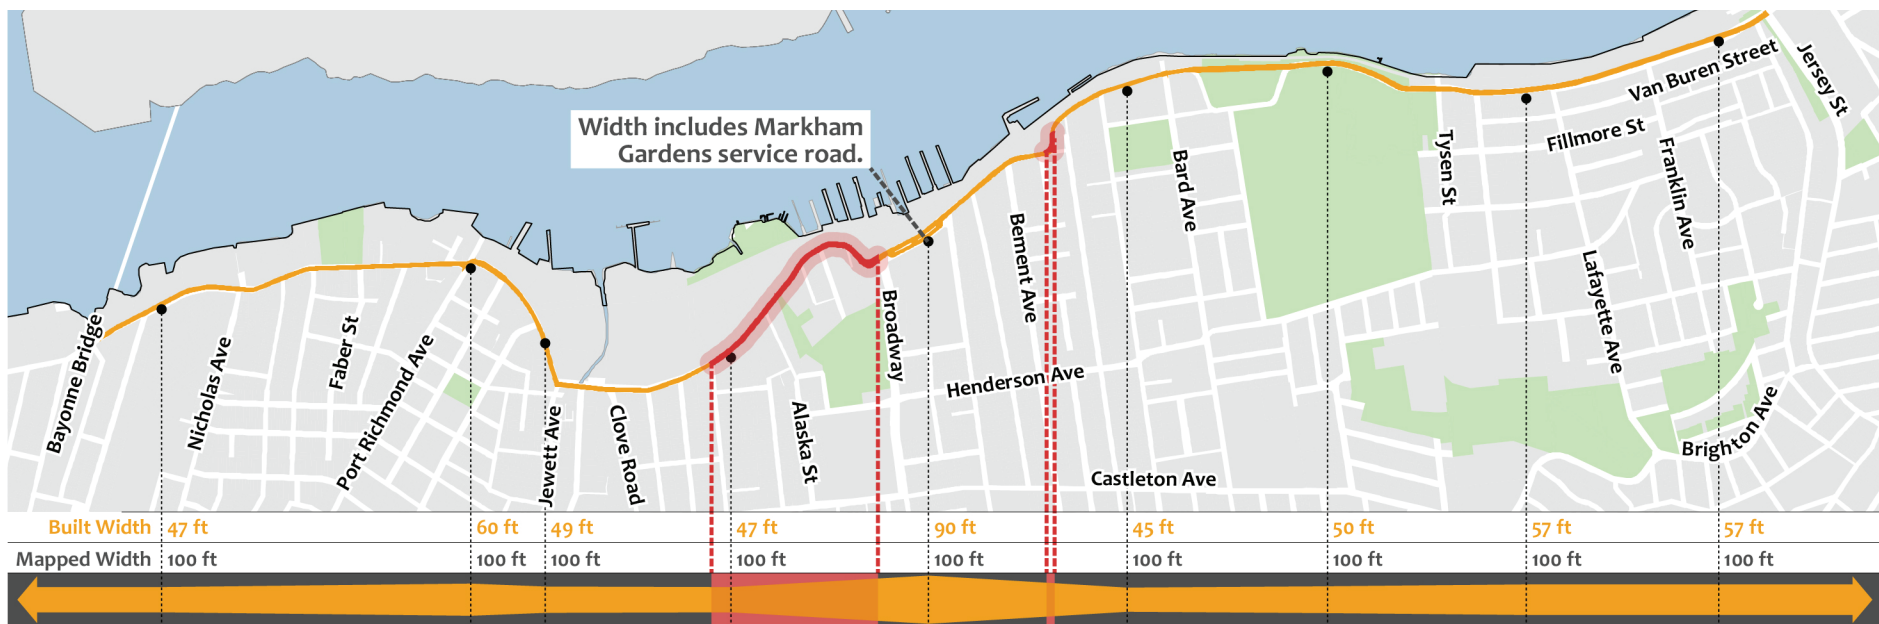 Width includes Markham
Gardens service road.
Van Buren Street
Jersey St
Fillmore St
Tysen St
Franklin Ave
Bard Ave
Bement Ave
Lafayette Ave
Broadway
Bayonne Bridge
Nicholas Ave
Faber St
Port Richmond Ave
Henderson Ave
Jewett Ave
Clove Road
Alaska St
Brighton Ave
Castleton Ave
Built Width 47 ft 60 ft 49 ft 47 ft 90 ft 45 ft 50 ft 57 ft 57 ft
Mapped Width 100 ft 100 ft 100 ft 100 ft 100 ft 100 ft 100 ft 100 ft 100 ft